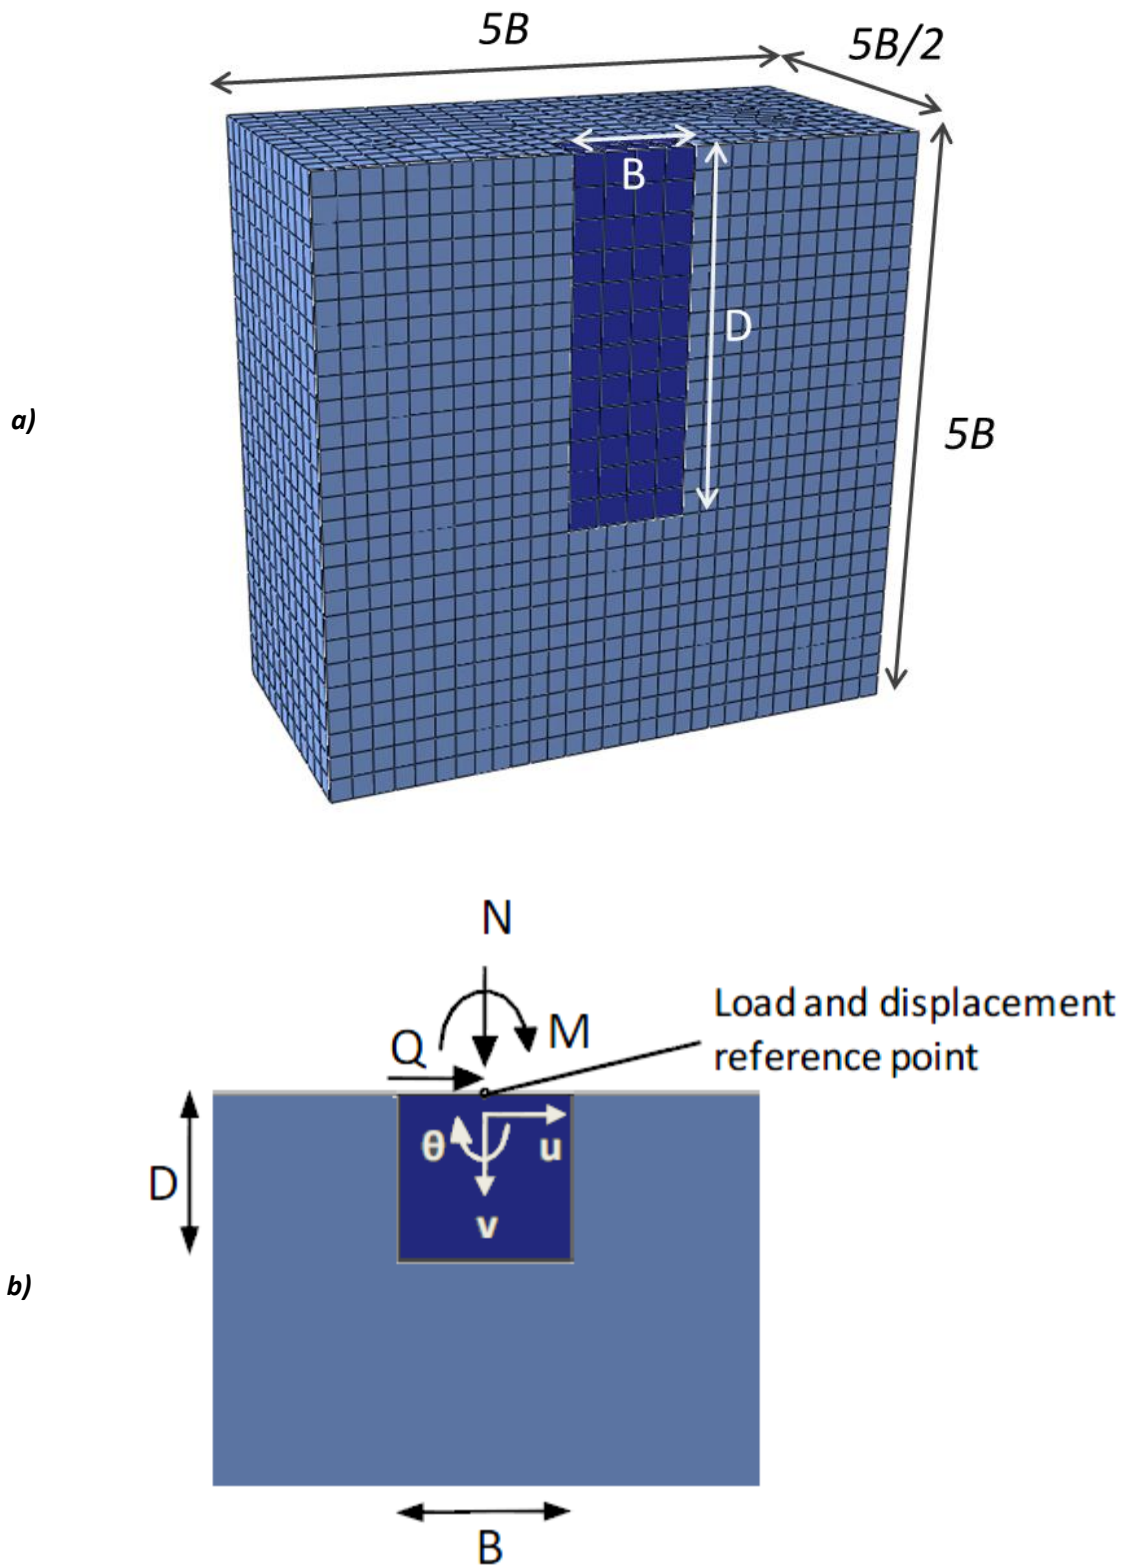 5B
5B/2
B
D
5B
a)
N
Load and displacement
reference point
M
Q
θ
u
D
v
b)
B